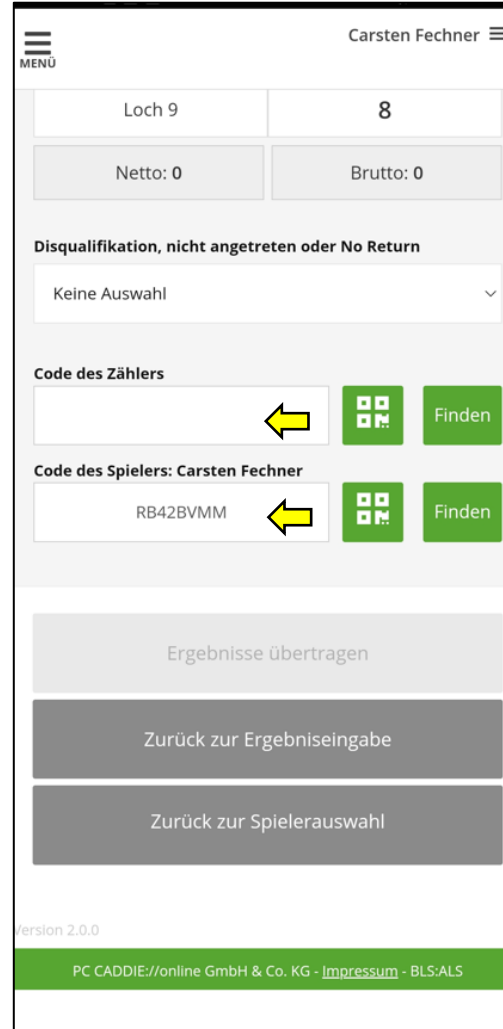 Carsten Fechner
MENÜ
Loch 9 8
Netto: 0 Brutto: 0
Disqualifikation, nicht angetreten oder No Return
Keine Auswahl
Code des Zählers
Finden
Code des Spielers: Carsten Fechner
RB42BVMM Finden
Ergebnisse übertragen
Zurück zur Ergebniseingabe
Zurück zur Spielerauswahl
Version 2.0.0
PC CADDIE://online GmbH & Co. KG - Impressum - BLS:ALS